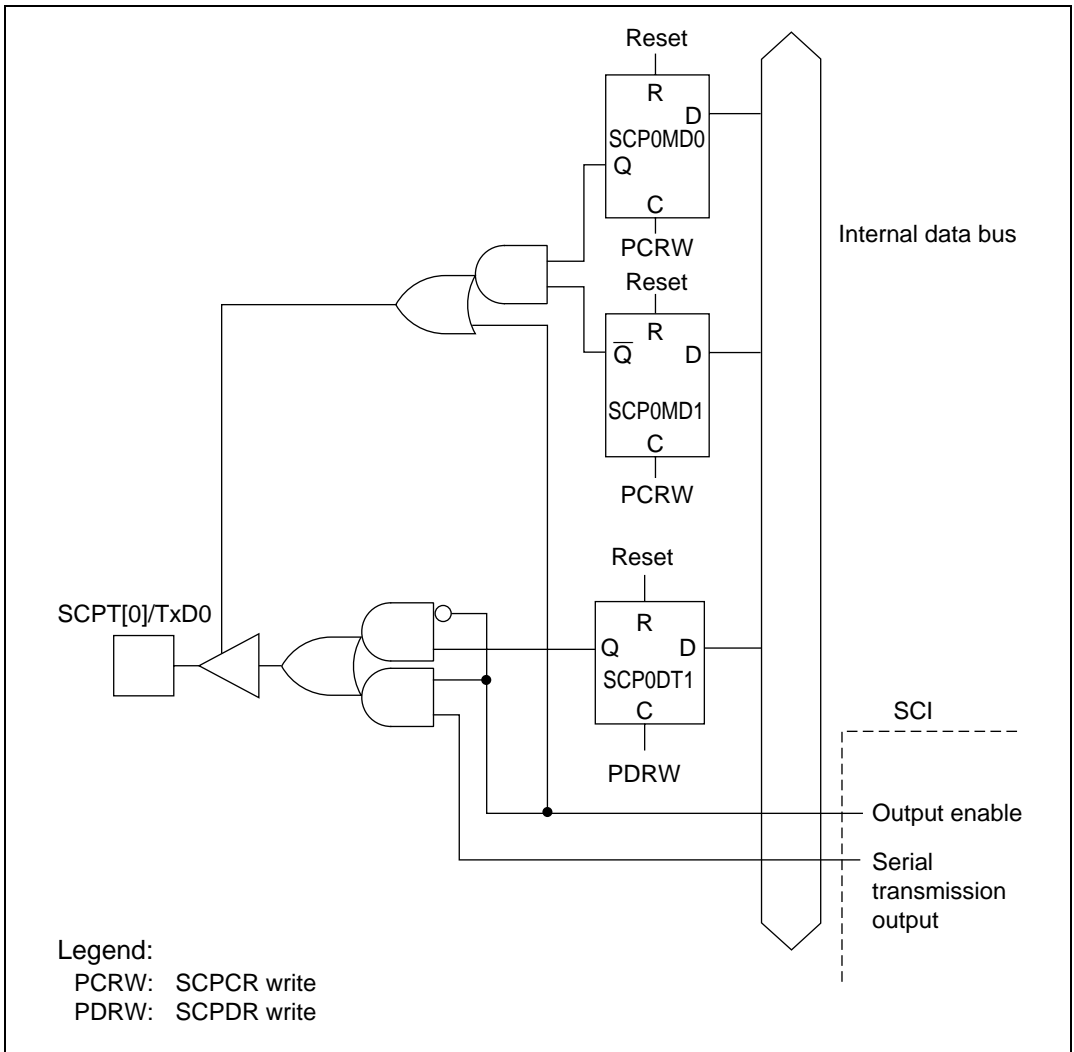 Reset
R
D
SCP0MD0
Q
C
PCRW
Internal data bus
Reset
R
Q̅ D
SCP0MD1
C
PCRW
Reset
SCPT[0]/TxD0
R
Q D
SCP0DT1
C
PDRW
SCI
Output enable
Serial
transmission
output
Legend:
PCRW: SCPCR write
PDRW: SCPDR write